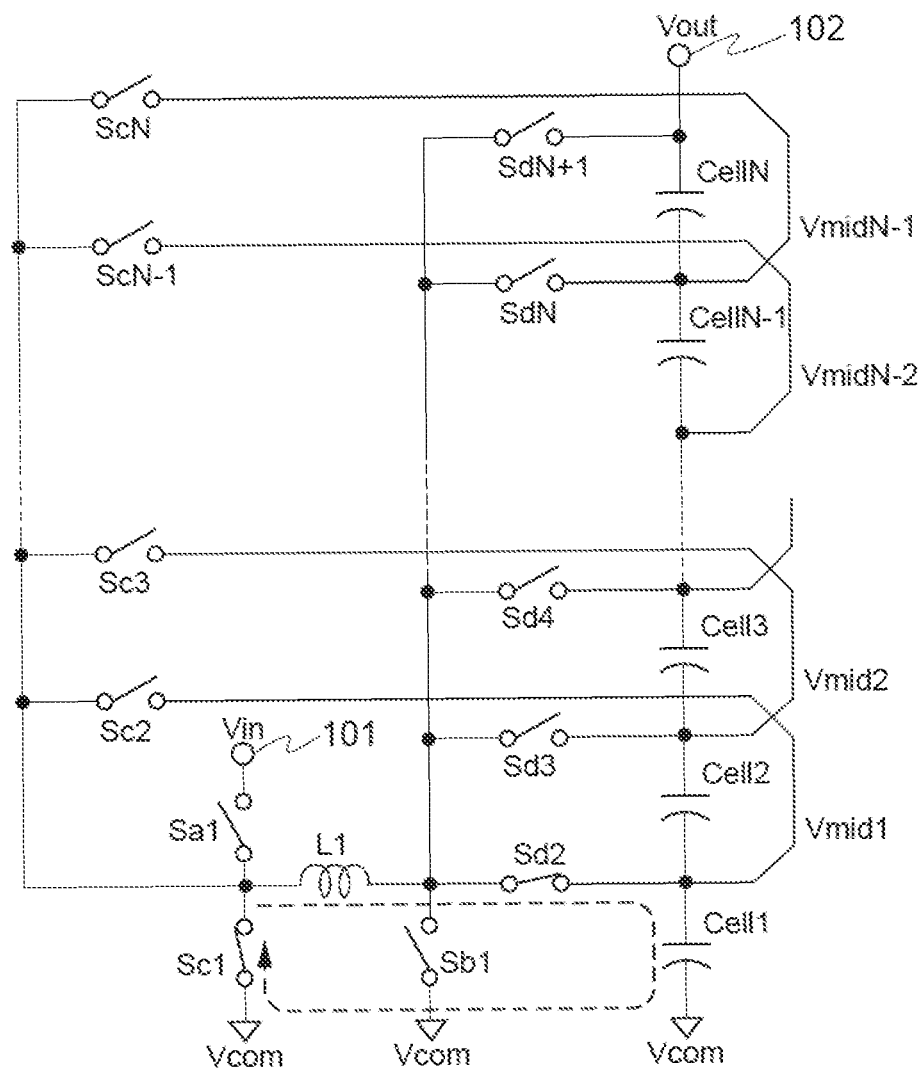 Vout
102
ScN
SdN+1
CellN
VmidN-1
ScN-1
SdN
CellN-1
VmidN-2
Sc3
Sd4
Cell3
Vmid2
Sc2
Vin
101
Sd3
Cell2
Sa1
L1
Sd2
Vmid1
Cell1
Sc1
Sb1
Vcom
Vcom
Vcom